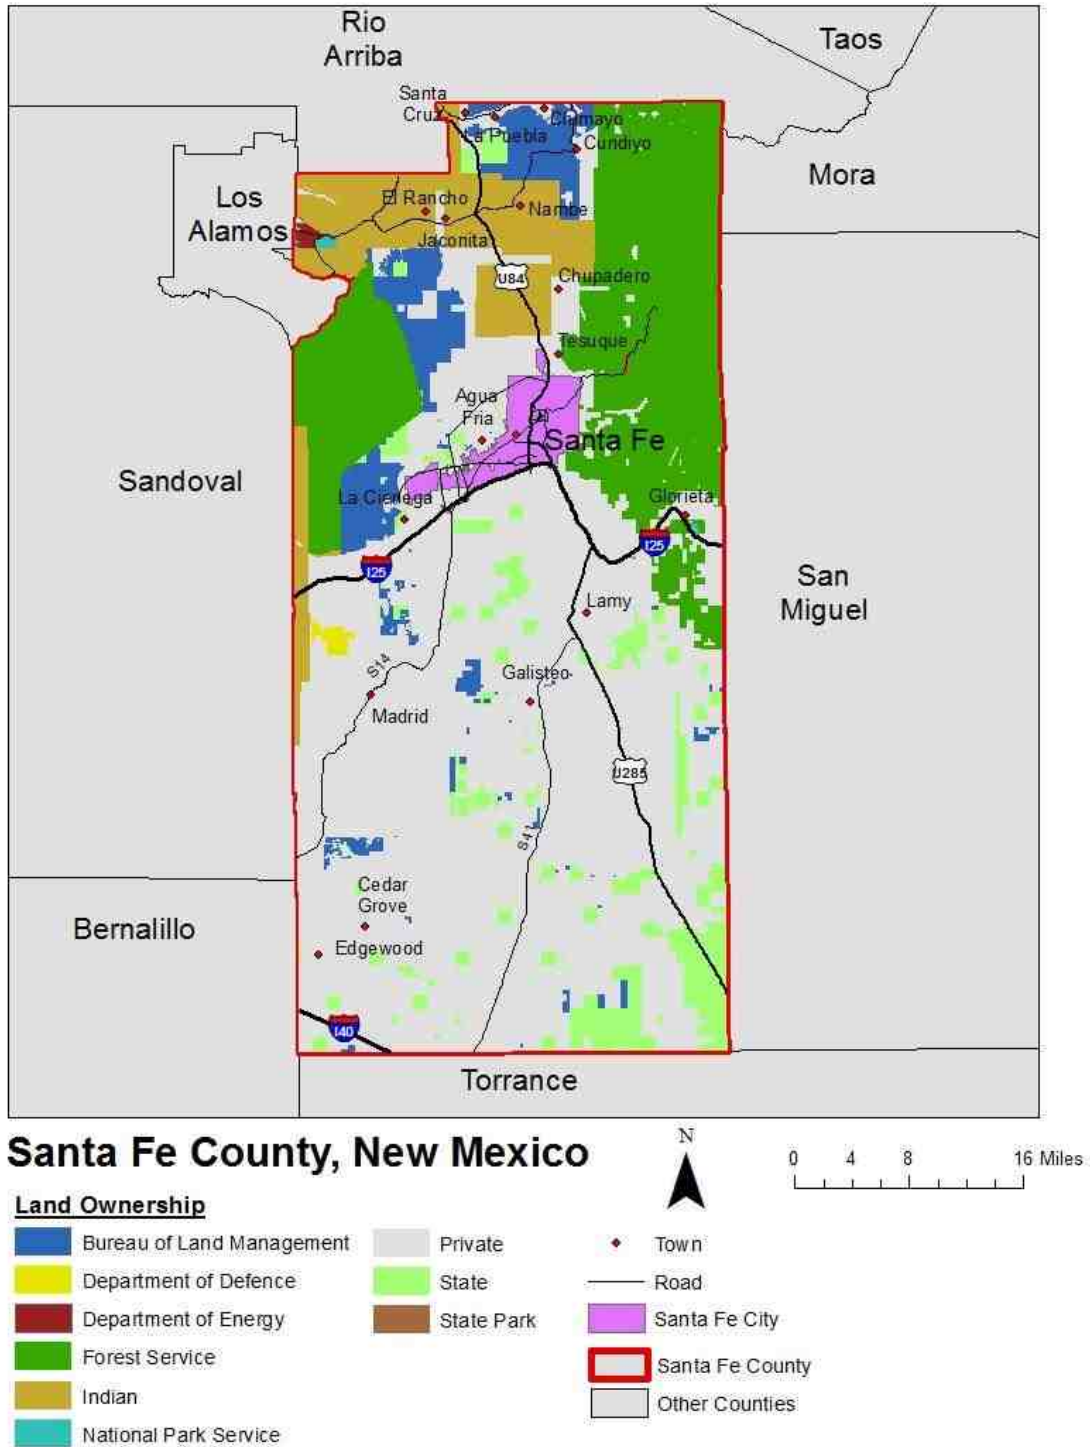 Rio
Arriba
Taos
Santa
Cruz
Chimayo
La Puebla
Cundiyo
Mora
Los
Alamos
El Rancho
Nambe
Jaconita
U84
Chupadero
Tesuque
Agua
Fria
Santa Fe
Sandoval
La Cienega
Glorieta
I25
I25
San
Miguel
Lamy
S14
Galisteo
Madrid
U285
S41
Cedar
Grove
Bernalillo
Edgewood
I40
Torrance
Santa Fe County, New Mexico
N
0 4 8 16 Miles
Land Ownership
Bureau of Land Management
Private
Town
Department of Defence
State
Road
Department of Energy
State Park
Santa Fe City
Forest Service
Santa Fe County
Indian
Other Counties
National Park Service